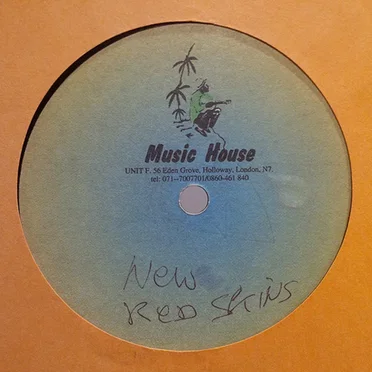 Music House
UNIT F. 56 Eden Grove, Holloway, London, N7.
tel: 071-7007701/0860-461 840
New
Red Skins